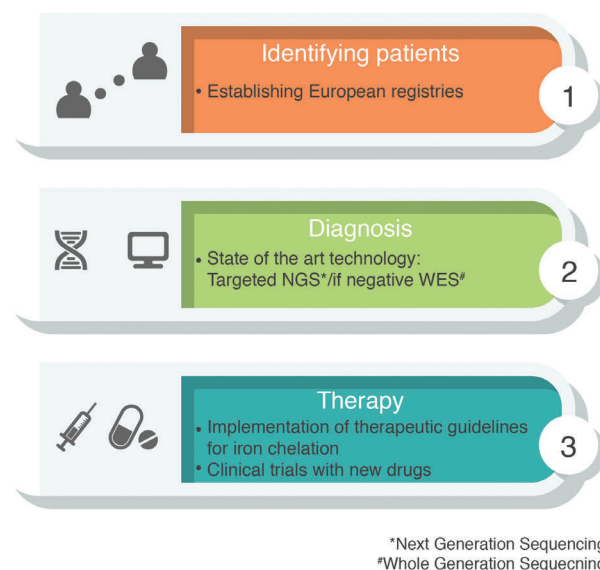 Identifying patients
• Establishing European registries
1
Diagnosis
• State of the art technology:
Targeted NGS*/if negative WES#
2
Therapy
• Implementation of therapeutic guidelines
for iron chelation
• Clinical trials with new drugs
3
*Next Generation Sequencing
#Whole Generation Sequecning